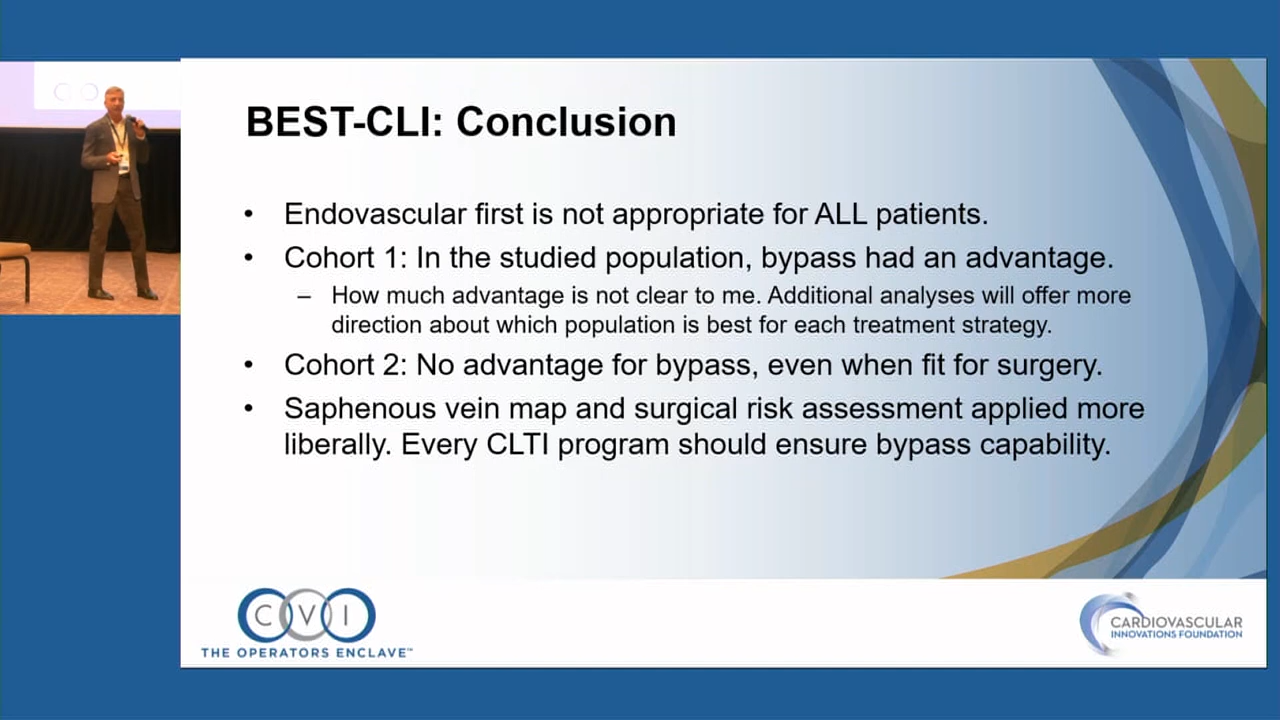 BEST-CLI: Conclusion
• Endovascular first is not appropriate for ALL patients.
• Cohort 1: In the studied population, bypass had an advantage.
– How much advantage is not clear to me. Additional analyses will offer more
direction about which population is best for each treatment strategy.
• Cohort 2: No advantage for bypass, even when fit for surgery.
• Saphenous vein map and surgical risk assessment applied more
liberally. Every CLTI program should ensure bypass capability.
CVI
THE OPERATORS ENCLAVE™
CARDIOVASCULAR
INNOVATIONS FOUNDATION